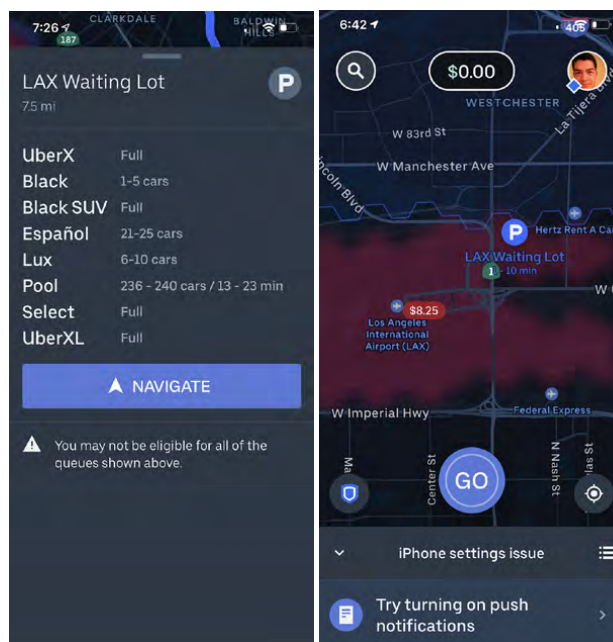 7:26
CLARKDALE
BALDWIN
HILLS
187
LAX Waiting Lot
P
7.5 mi
UberX Full
Black 1-5 cars
Black SUV Full
Español 21-25 cars
Lux 6-10 cars
Pool 236 - 240 cars / 13 - 23 min
Select Full
UberXL Full
NAVIGATE
You may not be eligible for all of the
queues shown above.
6:42
405
$0.00
WESTCHESTER
La Tijera Blvd
W 83rd St
W Manchester Ave
Lincoln Blvd
P
Hertz Rent A Ca
LAX Waiting Lot
1 - 10 min
W
$8.25
Los Angeles
International
Airport (LAX)
W Imperial Hwy
Federal Express
Ma
Center St
GO
N Nash St
las St
iPhone settings issue
Try turning on push
notifications